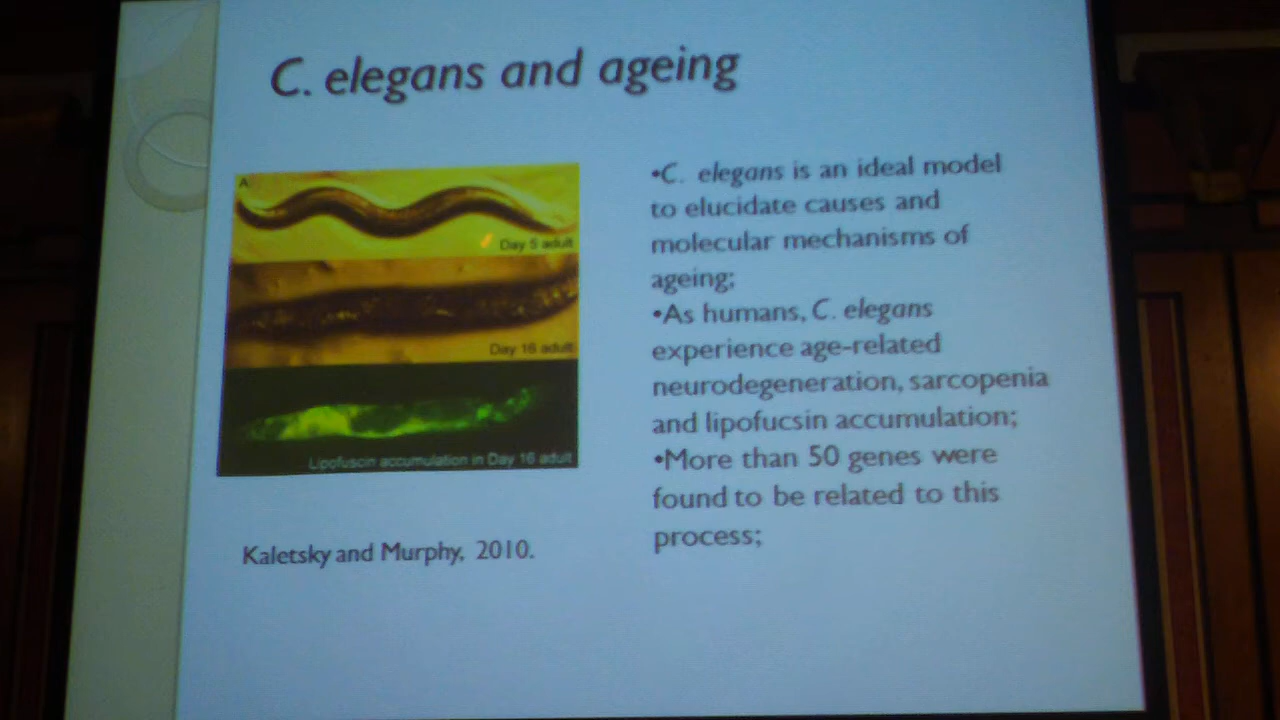 C. elegans and ageing
A
Day 5 adult
Day 16 adult
Lipofuscin accumulation in Day 16 adult
Kaletsky and Murphy, 2010.
•C. elegans is an ideal model
to elucidate causes and
molecular mechanisms of
ageing;
•As humans, C. elegans
experience age-related
neurodegeneration, sarcopenia
and lipofucsin accumulation;
•More than 50 genes were
found to be related to this
process;